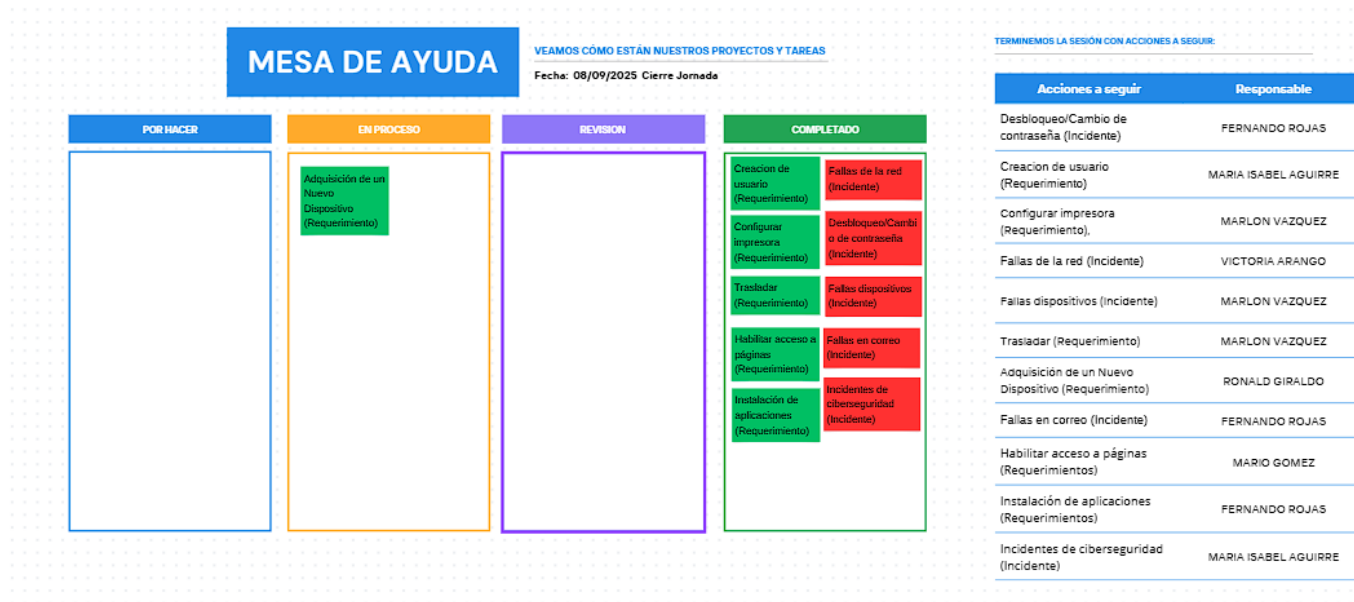 MESA DE AYUDA
VEAMOS CÓMO ESTÁN NUESTROS PROYECTOS Y TAREAS
Fecha: 08/09/2025 Cierre Jornada
POR HACER
EN PROCESO
Adquisición de un
Nuevo
Dispositivo
(Requerimiento)
REVISION
COMPLETADO
Creacion de
usuario
(Requerimiento)
Configurar
impresora
(Requerimiento)
Trasladar
(Requerimiento)
Habilitar acceso a
páginas
(Requerimiento)
Instalación de
aplicaciones
(Requerimiento)
Fallas de la red
(Incidente)
Desbloqueo/Cambi
o de contraseña
(Incidente)
Fallas dispositivos
(Incidente)
Fallas en correo
(Incidente)
Incidentes de
ciberseguridad
(Incidente)
TERMINEMOS LA SESIÓN CON ACCIONES A SEGUIR:
Acciones a seguir Responsable
Desbloqueo/Cambio de
contraseña (Incidente)
FERNANDO ROJAS
Creacion de usuario
(Requerimiento)
MARIA ISABEL AGUIRRE
Configurar impresora
(Requerimiento),
MARLON VAZQUEZ
Fallas de la red (Incidente) VICTORIA ARANGO
Fallas dispositivos (Incidente) MARLON VAZQUEZ
Trasladar (Requerimiento) MARLON VAZQUEZ
Adquisición de un Nuevo
Dispositivo (Requerimiento)
RONALD GIRALDO
Fallas en correo (Incidente) FERNANDO ROJAS
Habilitar acceso a páginas
(Requerimientos)
MARIO GOMEZ
Instalación de aplicaciones
(Requerimientos)
FERNANDO ROJAS
Incidentes de ciberseguridad
(Incidente)
MARIA ISABEL AGUIRRE